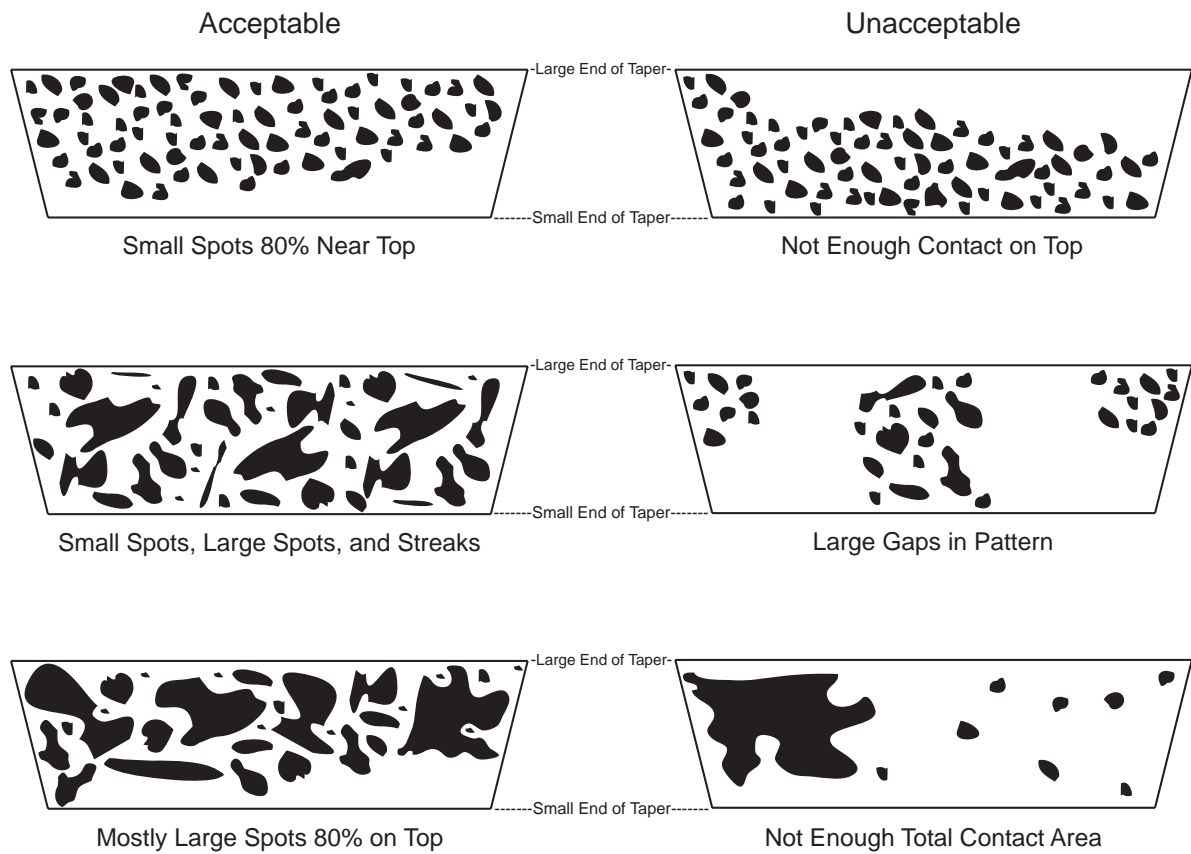 Acceptable
Unacceptable
-Large End of Taper-
------Small End of Taper------
Small Spots 80% Near Top
Not Enough Contact on Top
-Large End of Taper-
------Small End of Taper------
Small Spots, Large Spots, and Streaks
Large Gaps in Pattern
-Large End of Taper-
------Small End of Taper------
Mostly Large Spots 80% on Top
Not Enough Total Contact Area